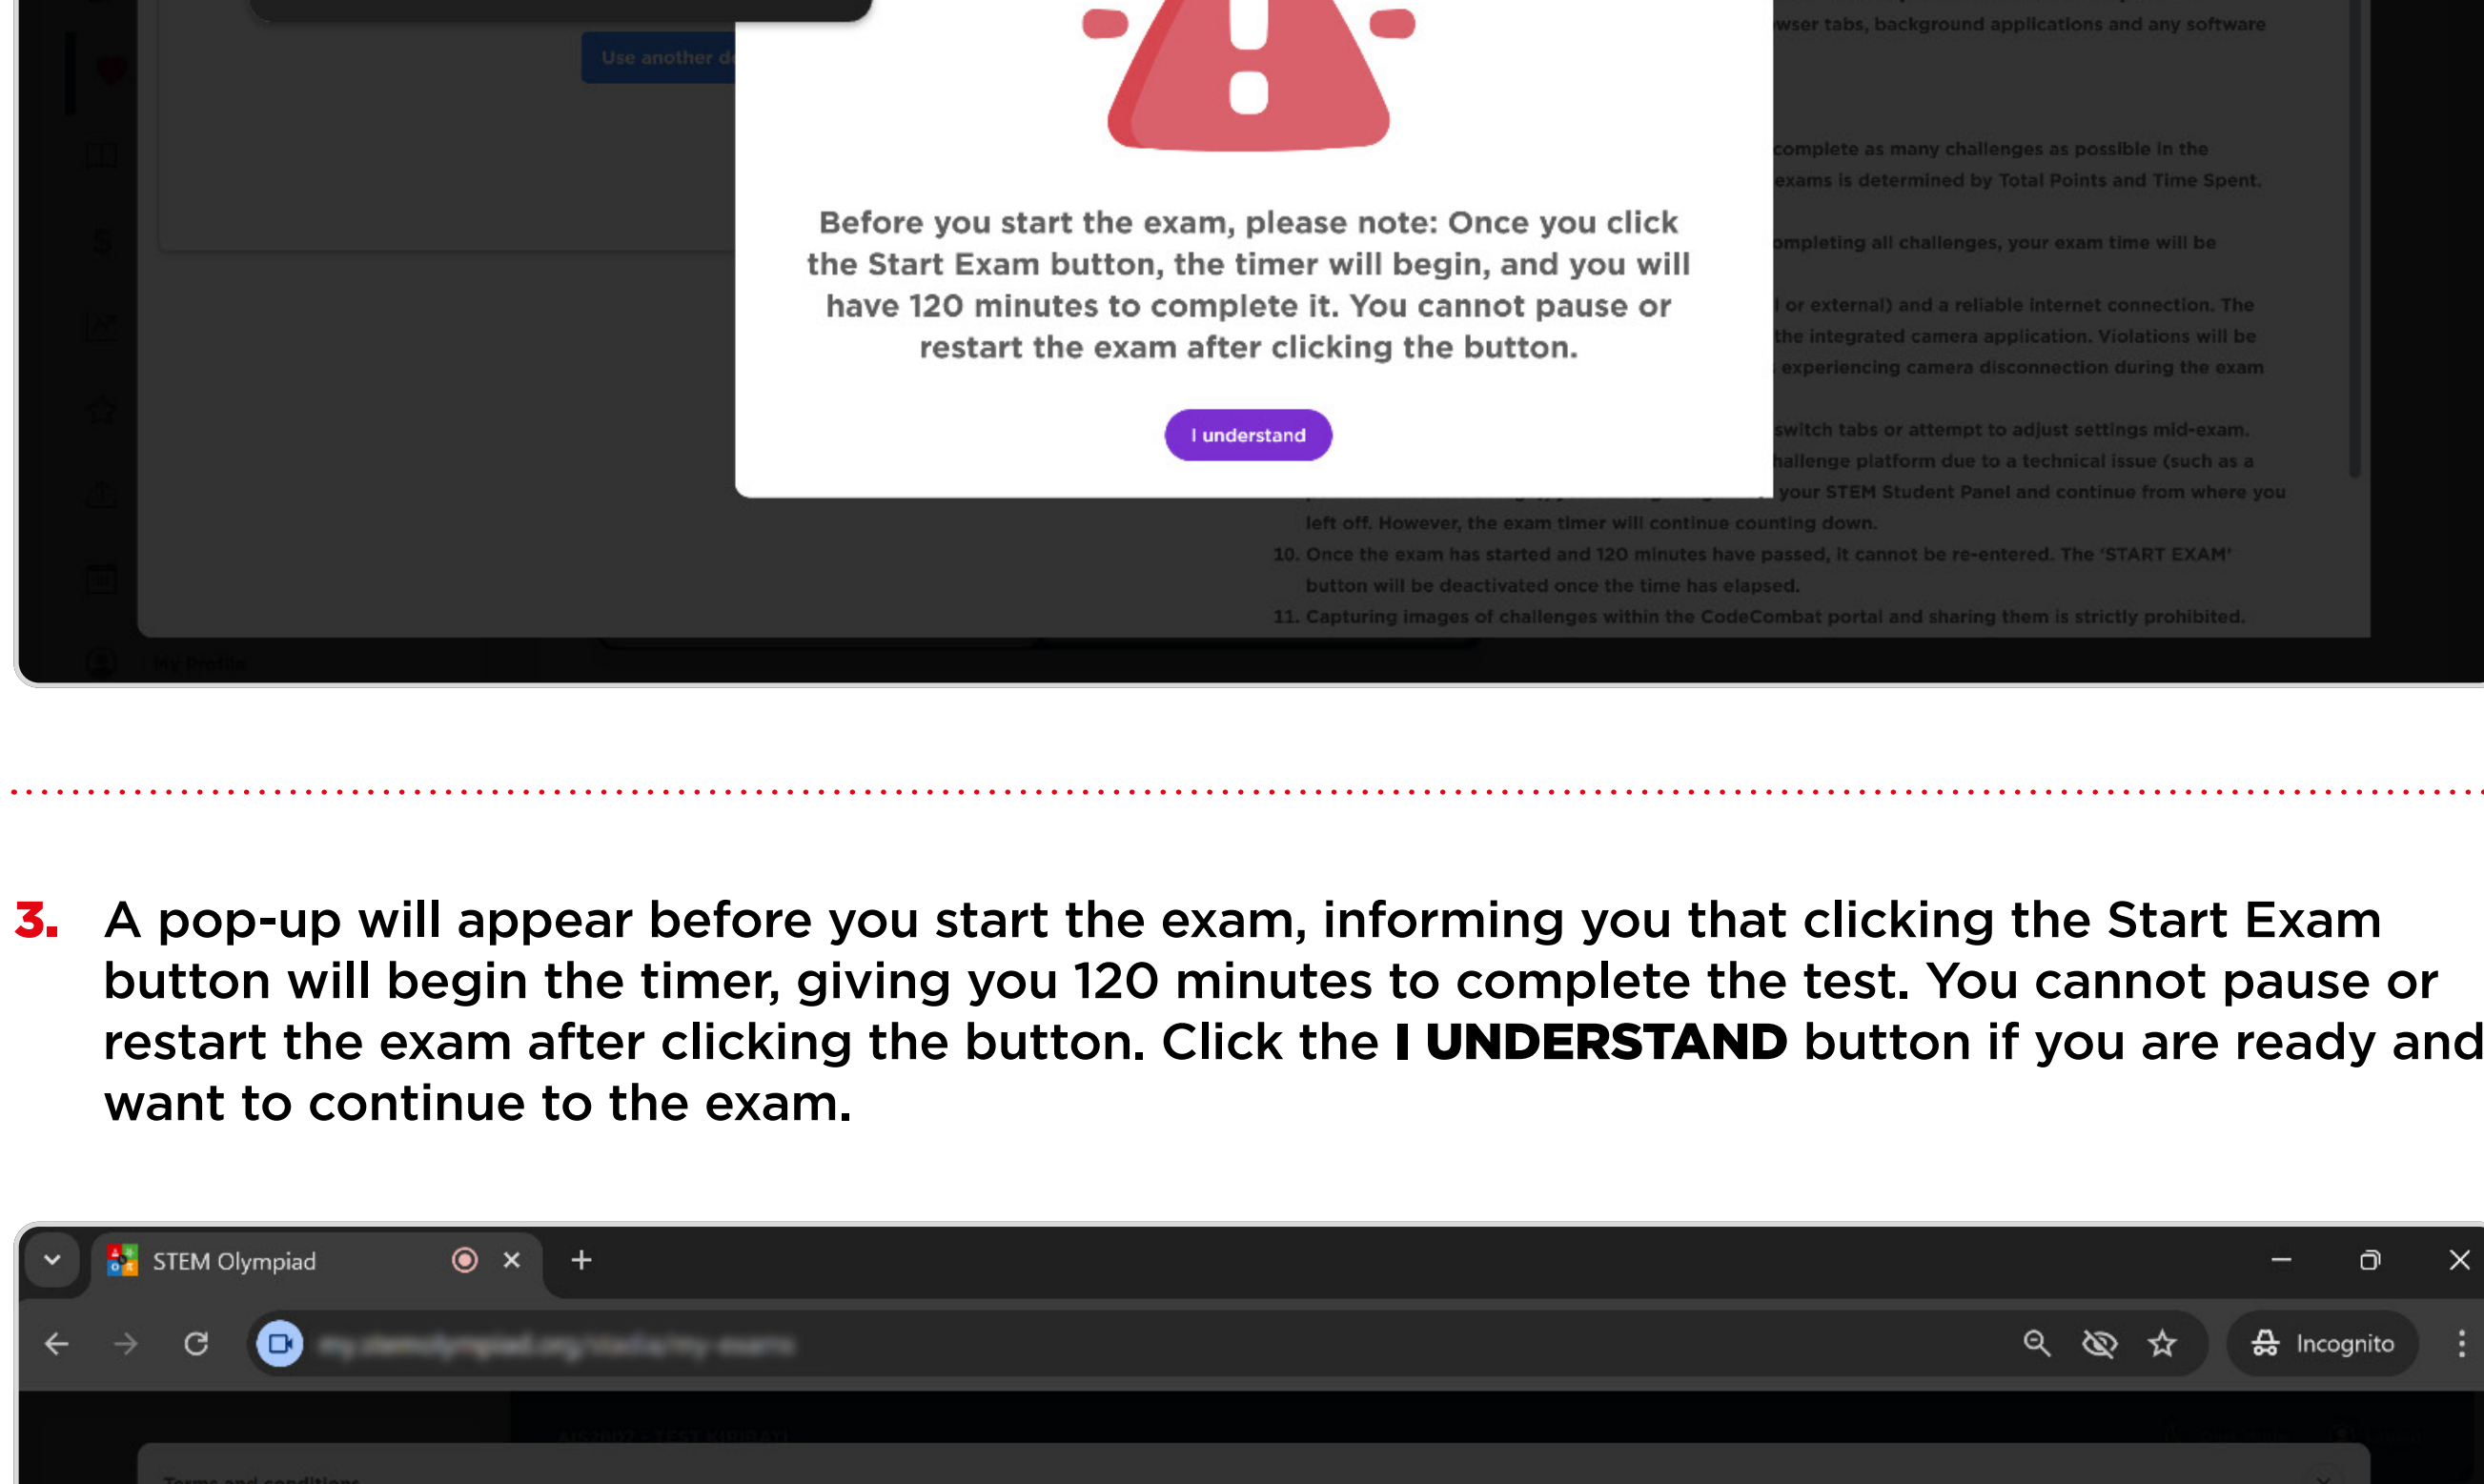 wser tabs, background applications and any software
Use another d
complete as many challenges as possible in the
exams is determined by Total Points and Time Spent.
Before you start the exam, please note: Once you click
the Start Exam button, the timer will begin, and you will
have 120 minutes to complete it. You cannot pause or
restart the exam after clicking the button.
I understand
ompleting all challenges, your exam time will be
or external) and a reliable internet connection. The
the integrated camera application. Violations will be
experiencing camera disconnection during the exam
switch tabs or attempt to adjust settings mid-exam.
hallenge platform due to a technical issue (such as a
your STEM Student Panel and continue from where you
left off. However, the exam timer will continue counting down.
10. Once the exam has started and 120 minutes have passed, it cannot be re-entered. The ‘START EXAM’
button will be deactivated once the time has elapsed.
11. Capturing images of challenges within the CodeCombat portal and sharing them is strictly prohibited.
My Profile
3. A pop-up will appear before you start the exam, informing you that clicking the Start Exam
button will begin the timer, giving you 120 minutes to complete the test. You cannot pause or
restart the exam after clicking the button. Click the I UNDERSTAND button if you are ready and
want to continue to the exam.
STEM Olympiad
Incognito
Terms and conditions